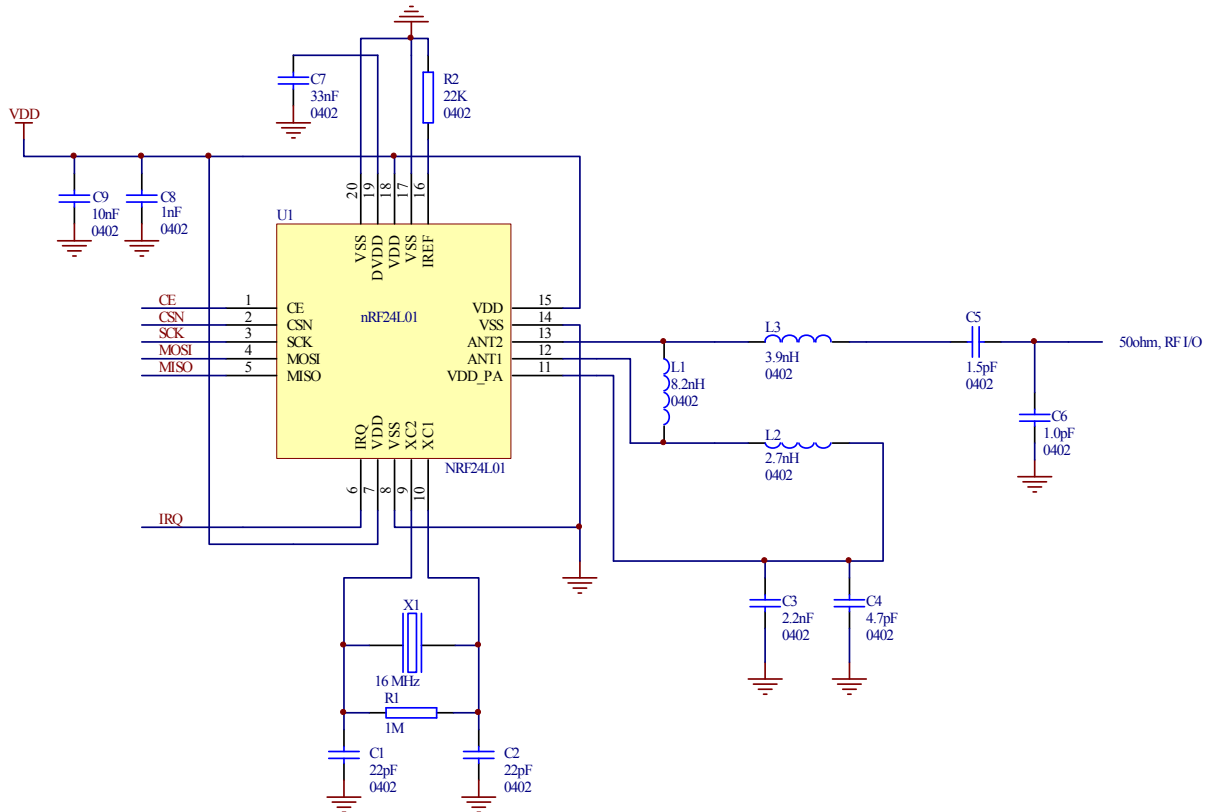 C7
33nF
0402
R2
22K
0402
VDD
C9
10nF
0402
C8
1nF
0402
20
19
18
17
16
U1
VSS
DVDD
VDD
VSS
IREF
CE
1
CE
CSN
2
CSN
SCK
3
SCK
MOSI
4
MOSI
MISO
5
MISO
nRF24L01
VDD
15
VSS
14
ANT2
13
ANT1
12
VDD_PA
11
IRQ
VDD
VSS
XC2
XC1
NRF24L01
6
7
8
9
10
IRQ
L3
3.9nH
0402
C5
1.5pF
0402
50ohm, RF I/O
L1
8.2nH
0402
C6
1.0pF
0402
L2
2.7nH
0402
C3
2.2nF
0402
C4
4.7pF
0402
X1
16 MHz
R1
1M
C1
22pF
0402
C2
22pF
0402